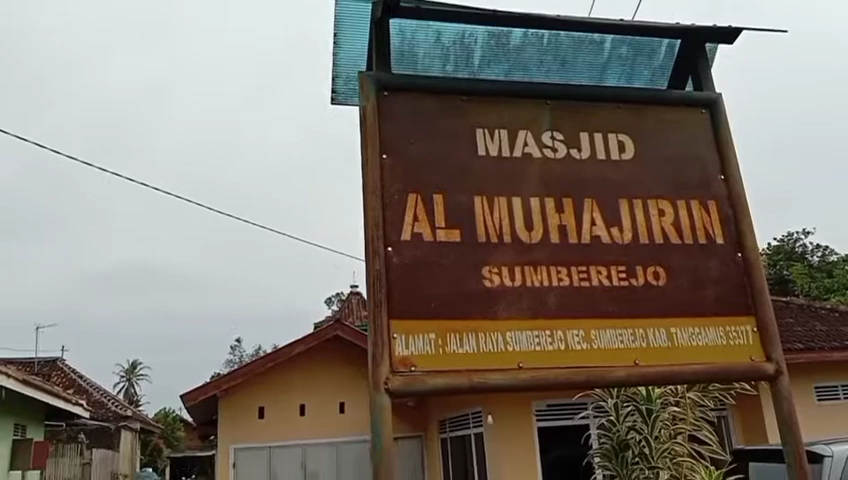 MASJID
AL MUHAJIRIN
SUMBEREJO
ALAMAT : JALAN RAYA SUMBEREJO KEC. SUMBEREJO KAB. TANGGAMUS 35377